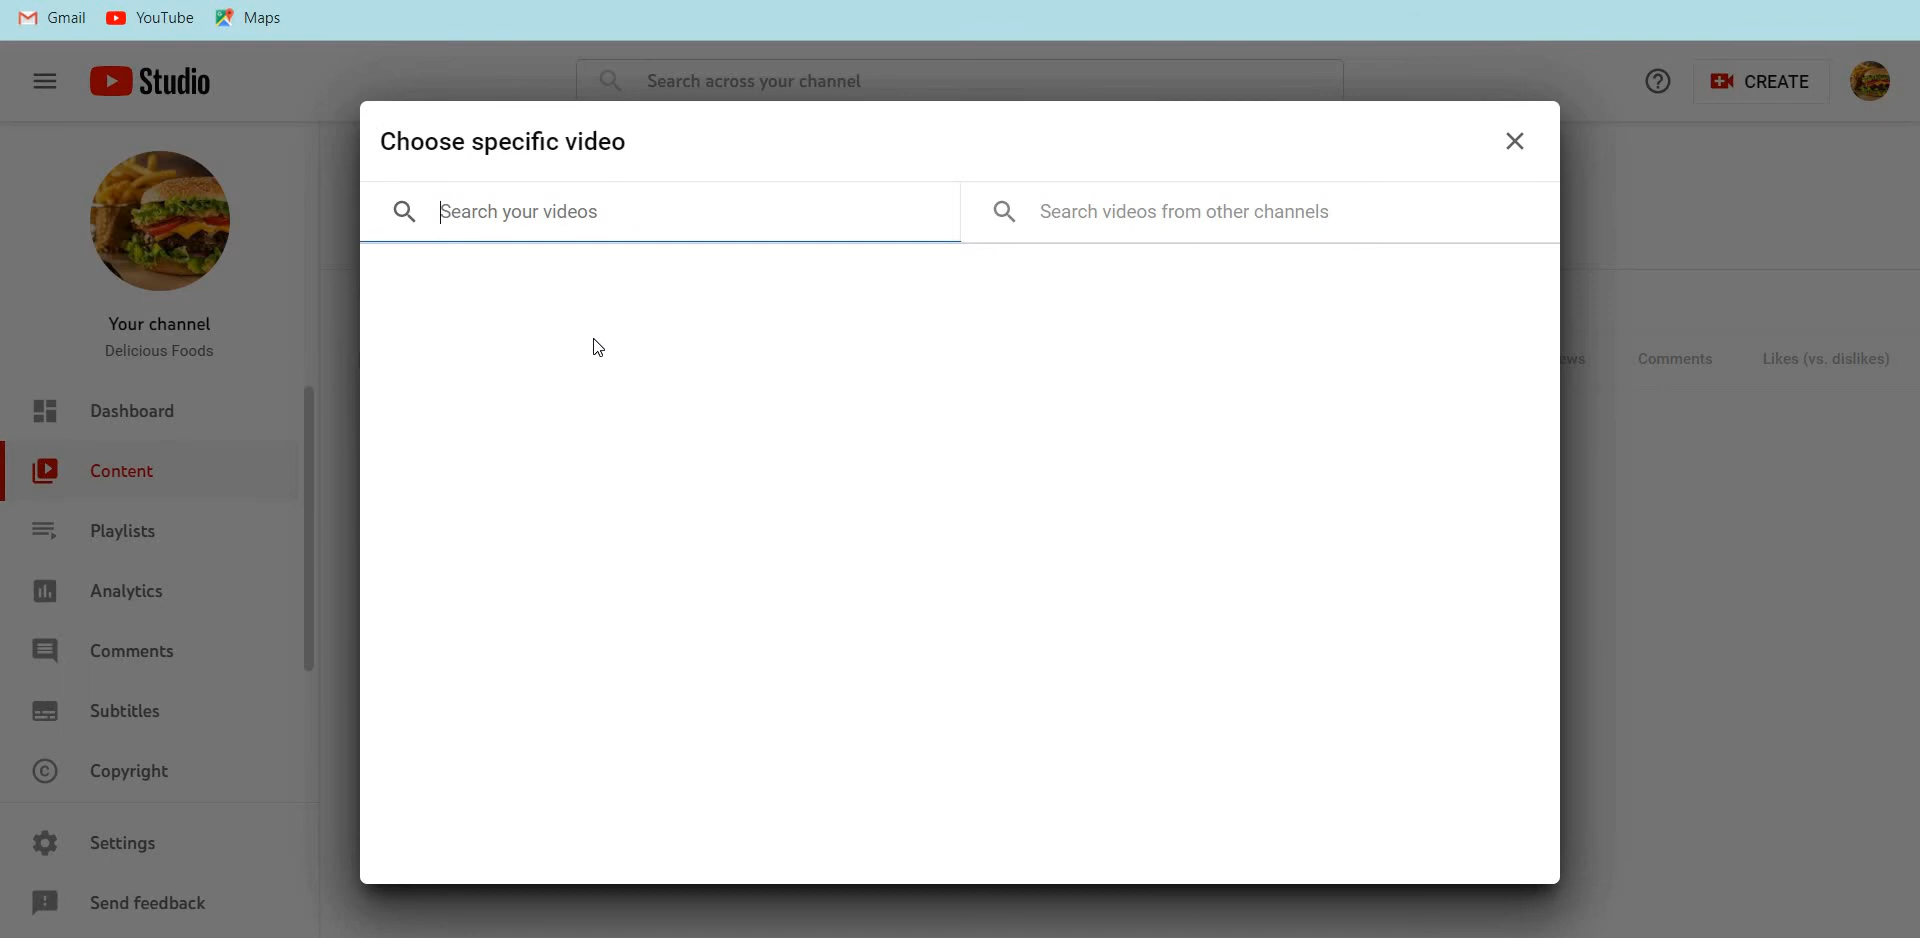 Gmail YouTube Maps
Studio
Search across your channel
CREATE
Choose specific video
Search your videos
Search videos from other channels
Your channel
Delicious Foods
Comments Likes (vs. dislikes)
Dashboard
Content
Playlists
Analytics
Comments
Subtitles
Copyright
Settings
Send feedback